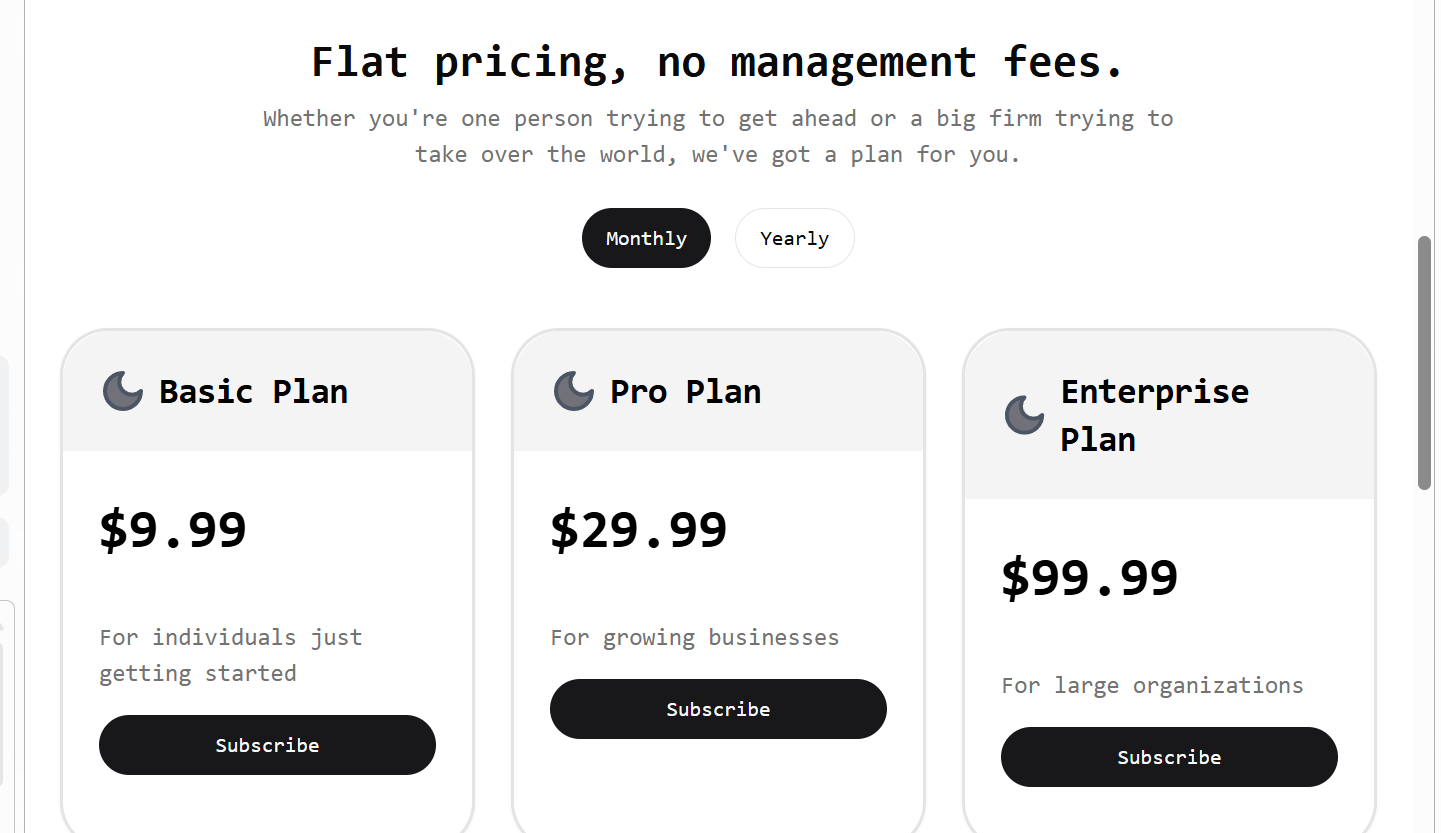 Flat pricing, no management fees.
Whether you're one person trying to get ahead or a big firm trying to
take over the world, we've got a plan for you.
Monthly
Yearly
Basic Plan
$9.99
For individuals just
getting started
Subscribe
Pro Plan
$29.99
For growing businesses
Subscribe
Enterprise
Plan
$99.99
For large organizations
Subscribe